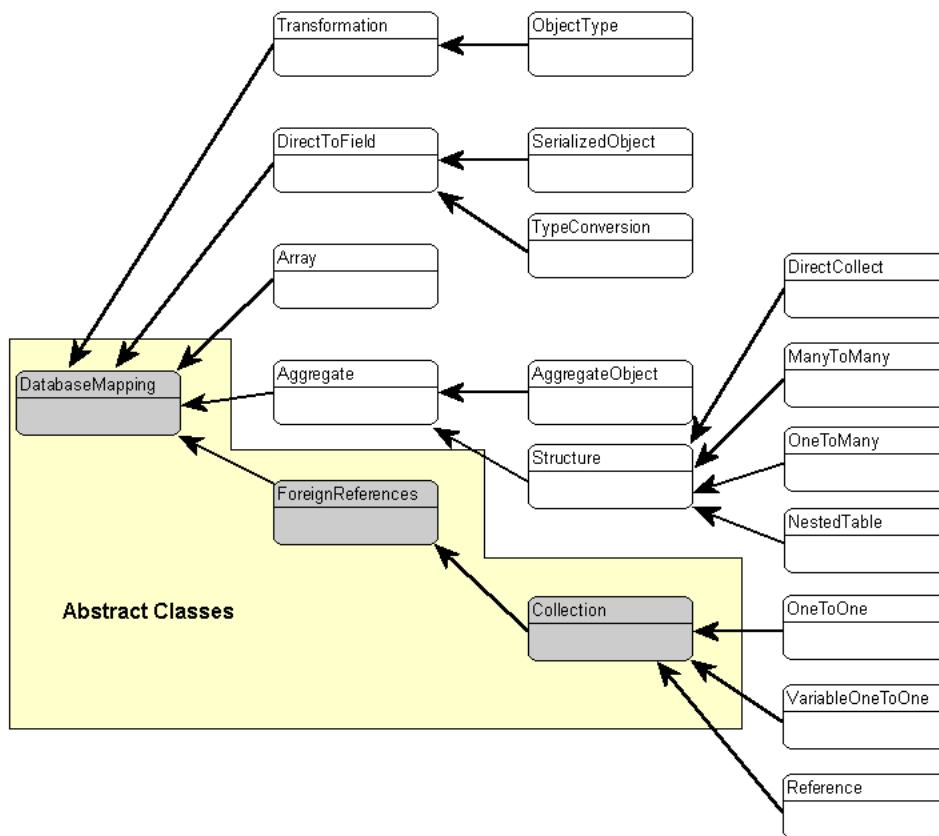 Transformation
ObjectType
DirectToField
SerializedObject
TypeConversion
Array
DirectCollect
DatabaseMapping
Aggregate
AggregateObject
ManyToMany
Structure
OneToMany
ForeignReferences
NestedTable
Abstract Classes
Collection
OneToOne
VariableOneToOne
Reference